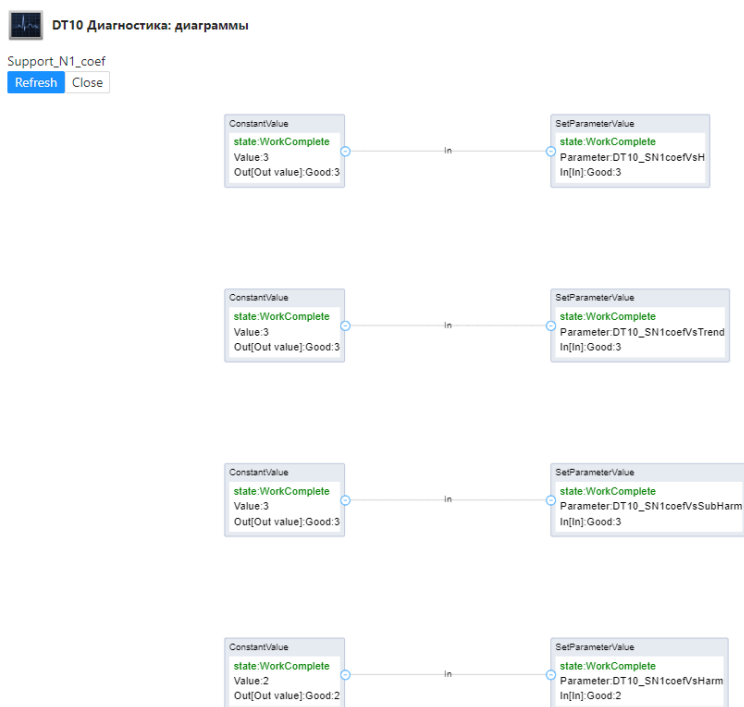 DT10 Диагностика: диаграммы
Support_N1_coef
Refresh Close
ConstantValue
state:WorkComplete
Value:3
Out[Out value]:Good:3
In
SetParameterValue
state:WorkComplete
Parameter:DT10_SN1coefVsH
In[In]:Good:3
ConstantValue
state:WorkComplete
Value:3
Out[Out value]:Good:3
In
SetParameterValue
state:WorkComplete
Parameter:DT10_SN1coefVsTrend
In[In]:Good:3
ConstantValue
state:WorkComplete
Value:3
Out[Out value]:Good:3
In
SetParameterValue
state:WorkComplete
Parameter:DT10_SN1coefVsSubHarm
In[In]:Good:3
ConstantValue
state:WorkComplete
Value:2
Out[Out value]:Good:2
In
SetParameterValue
state:WorkComplete
Parameter:DT10_SN1coefVsHarm
In[In]:Good:2